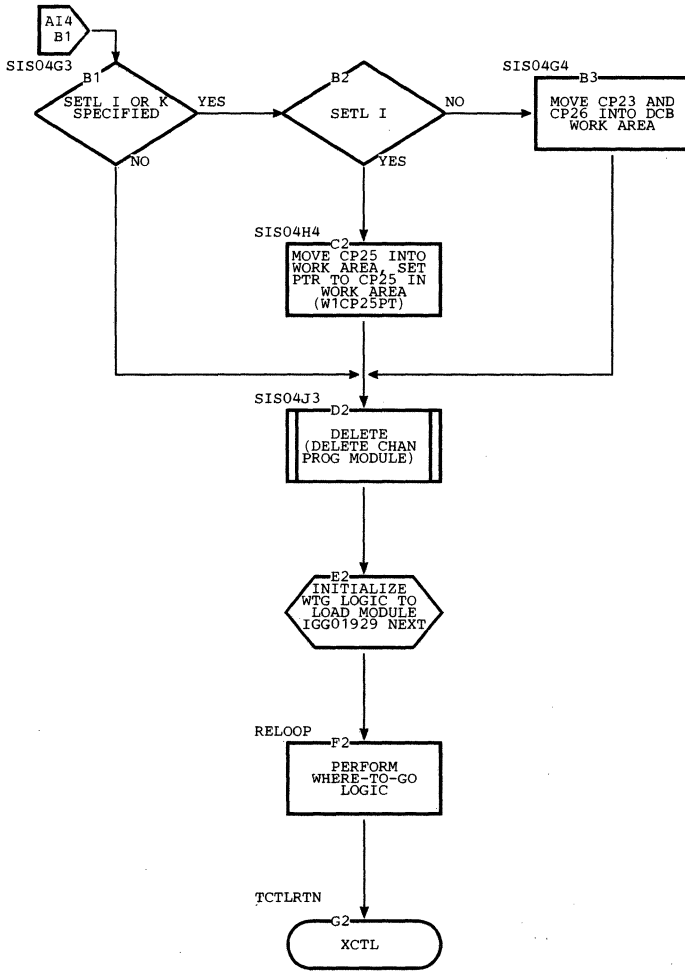 AI4
B1
SIS04G3
B1
SETL I OR K
SPECIFIED
YES
NO
B2
SETL I
NO
YES
SIS04G4
B3
MOVE CP23 AND
CP26 INTO DCB
WORK AREA
SIS04H4
C2
MOVE CP25 INTO
WORK AREA, SET
PTR TO CP25 IN
WORK AREA
(W1CP25PT)
SIS04J3
D2
DELETE
(DELETE CHAN
PROG MODULE)
E2
INITIALIZE
WTG LOGIC TO
LOAD MODULE
IGG01929 NEXT
RELOOP
F2
PERFORM
WHERE-TO-GO
LOGIC
TCTLRTN
G2
XCTL